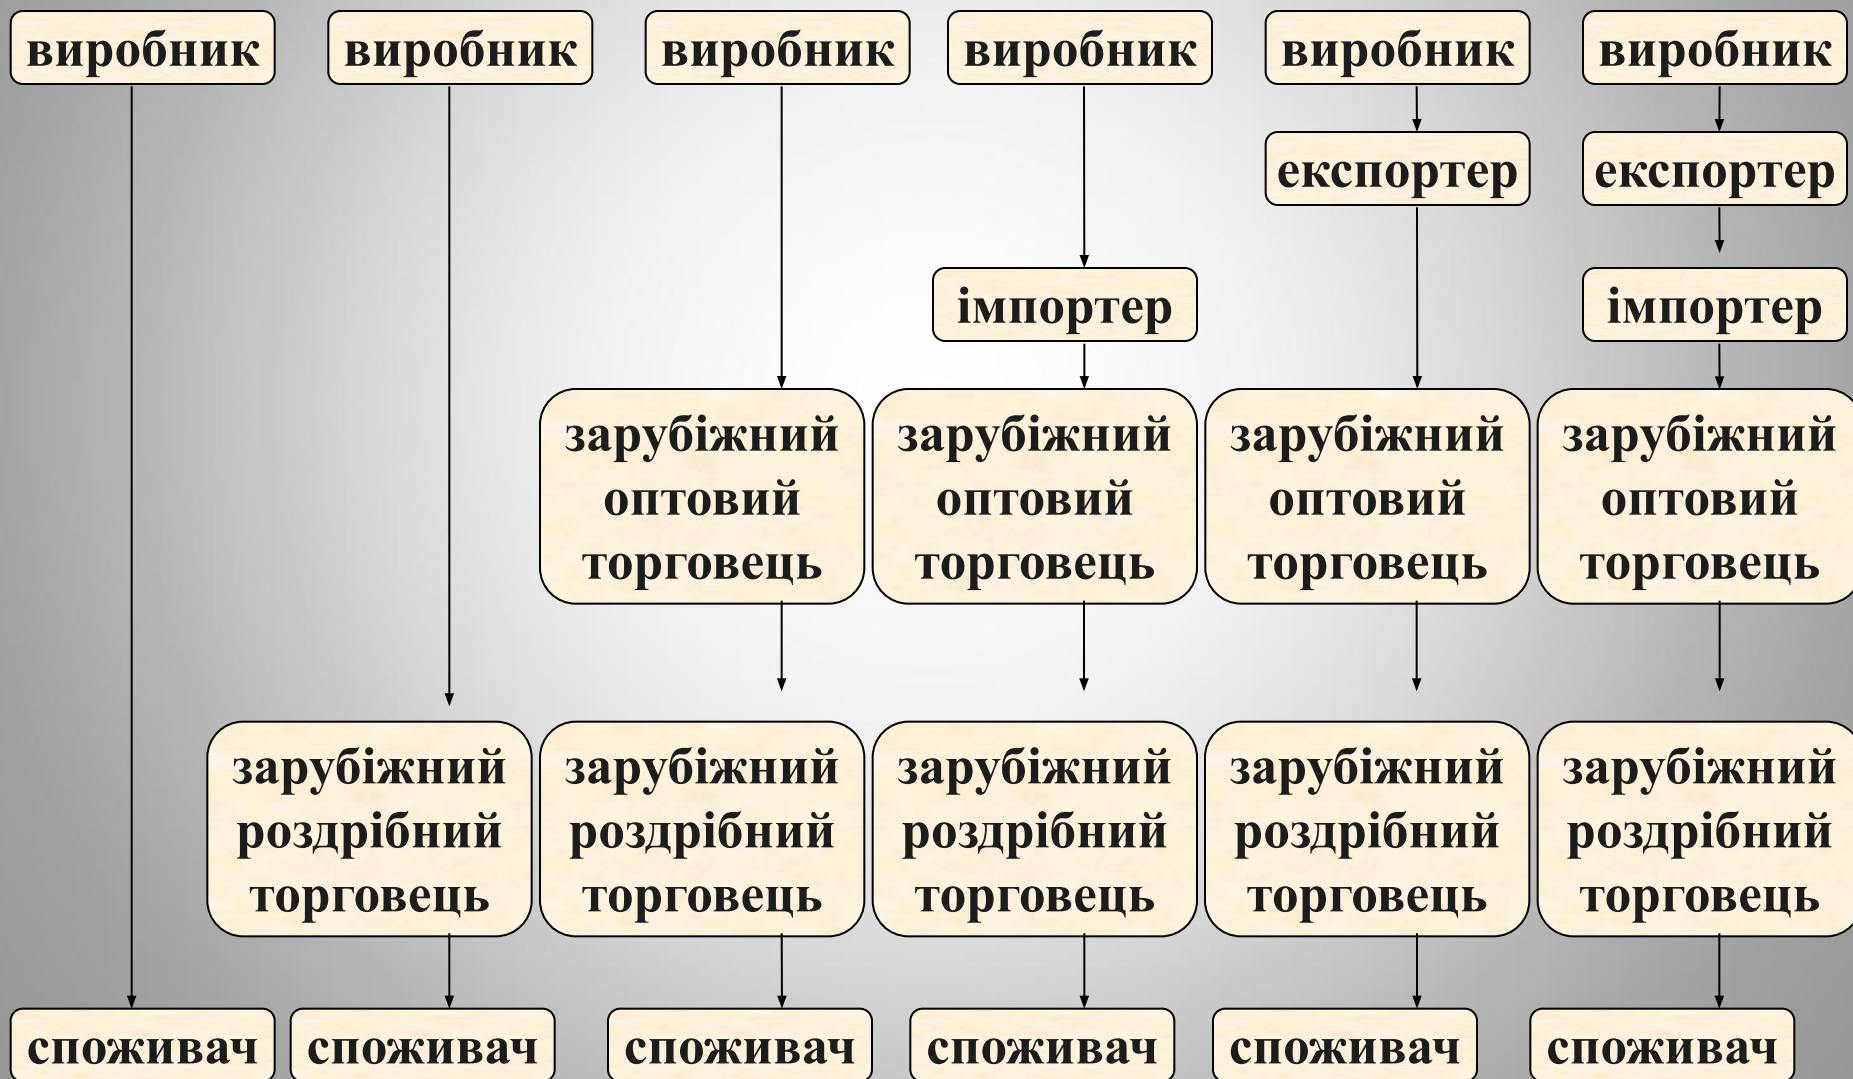 виробник
виробник
виробник
виробник
виробник
виробник
експортер
експортер
імпортер
імпортер
зарубіжний
оптовий
торговець
зарубіжний
оптовий
торговець
зарубіжний
оптовий
торговець
зарубіжний
оптовий
торговець
зарубіжний
роздрібний
торговець
зарубіжний
роздрібний
торговець
зарубіжний
роздрібний
торговець
зарубіжний
роздрібний
торговець
зарубіжний
роздрібний
торговець
споживач
споживач
споживач
споживач
споживач
споживач